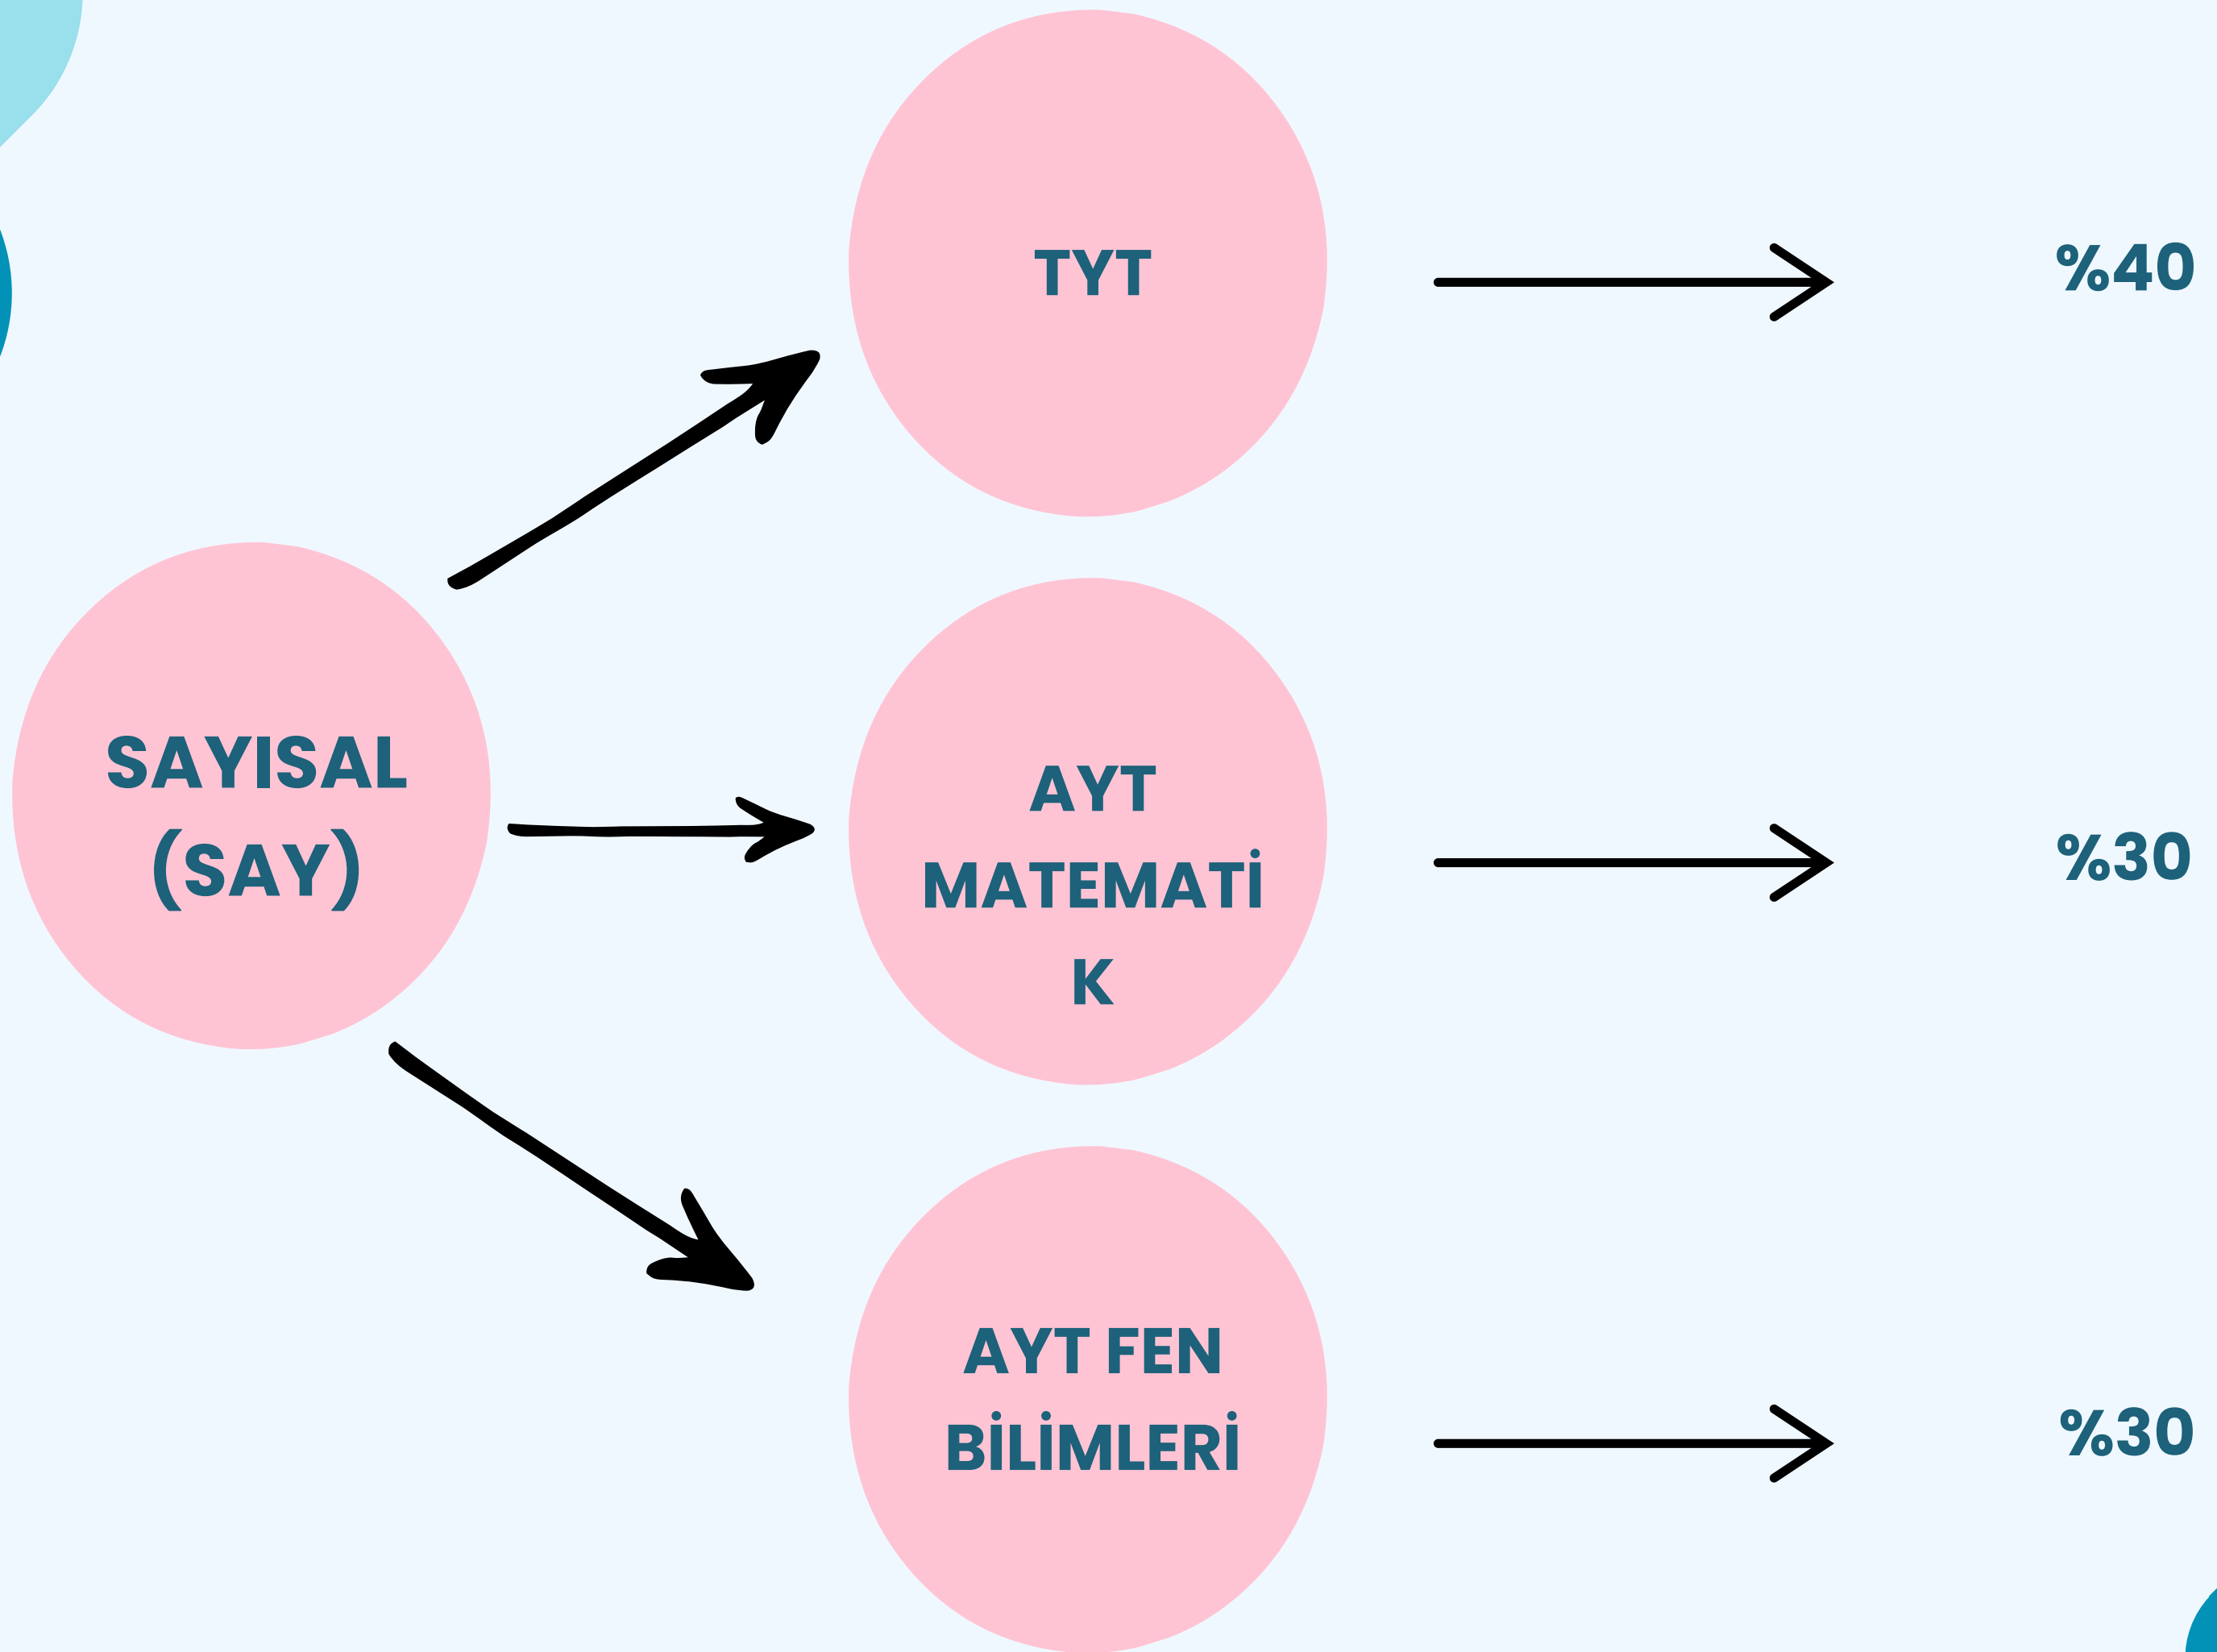 TYT
%40
SAYISAL
(SAY)
AYT
MATEMATİ
K
%30
AYT FEN
BİLİMLERİ
%30